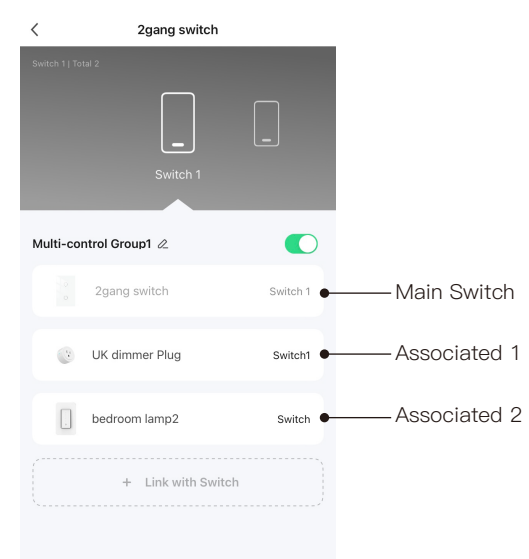 2gang switch
Switch 1 | Total 2
Switch 1
Multi-control Group1
2gang switch Switch 1 Main Switch
UK dimmer Plug Switch1 Associated 1
bedroom lamp2 Switch Associated 2
+ Link with Switch